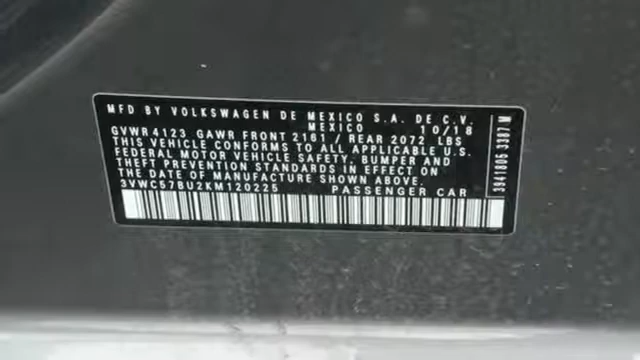 MFD BY VOLKSWAGEN DE MEXICO S.A. DE C.V.
MEXICO 10/18
GVWR 4123 GAWR FRONT 2161 / REAR 2072 LBS
THIS VEHICLE CONFORMS TO ALL APPLICABLE U.S.
FEDERAL MOTOR VEHICLE SAFETY, BUMPER AND
THEFT PREVENTION STANDARDS IN EFFECT ON
THE DATE OF MANUFACTURE SHOWN ABOVE.
3VWC57BU2KM120225 PASSENGER CAR
3941805 3387 M